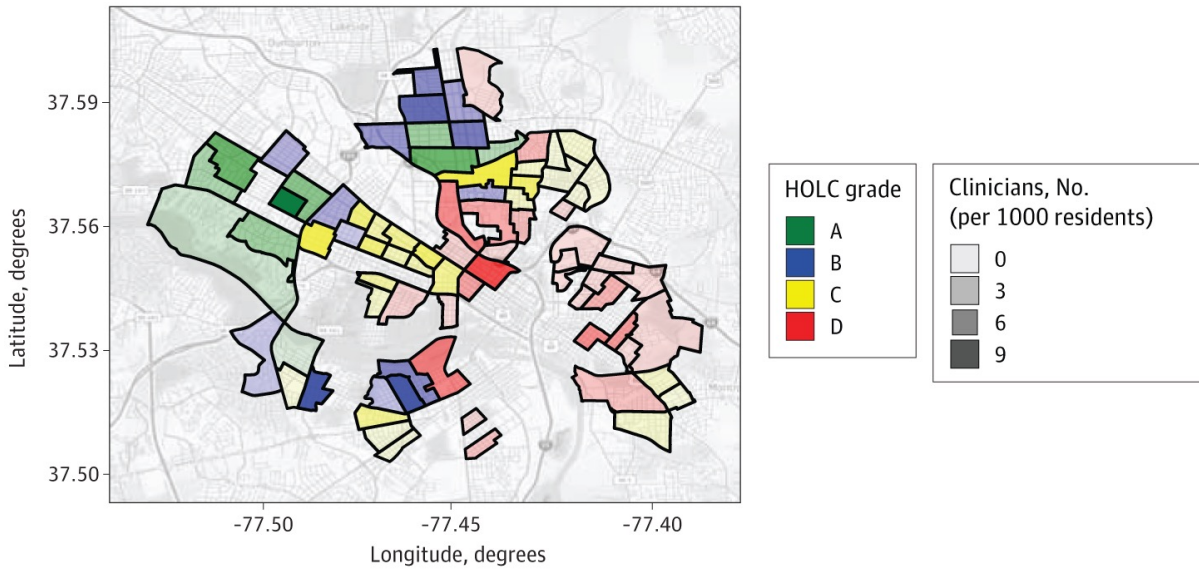 37.59
37.56
37.53
37.50
Latitude, degrees
-77.50
-77.45
-77.40
Longitude, degrees
HOLC grade
A
B
C
D
Clinicians, No.
(per 1000 residents)
0
3
6
9